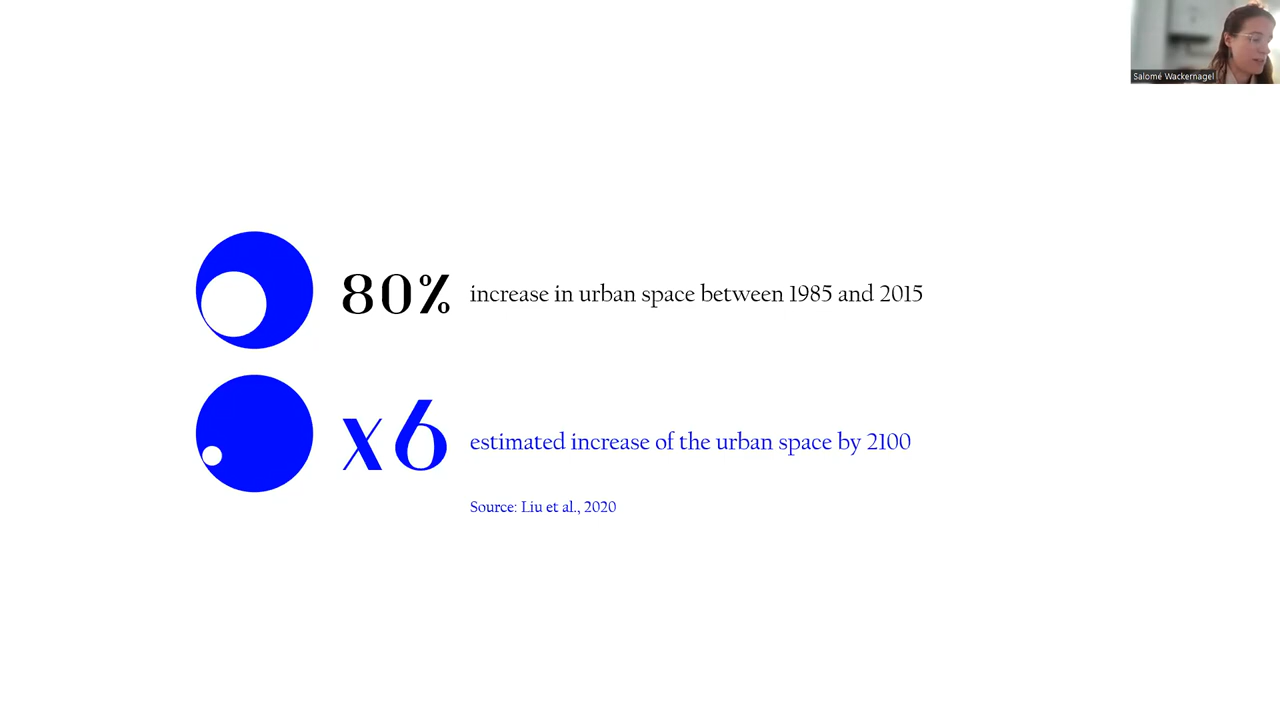 Salomé Wackernagel
80% increase in urban space between 1985 and 2015
x6 estimated increase of the urban space by 2100
Source: Liu et al., 2020